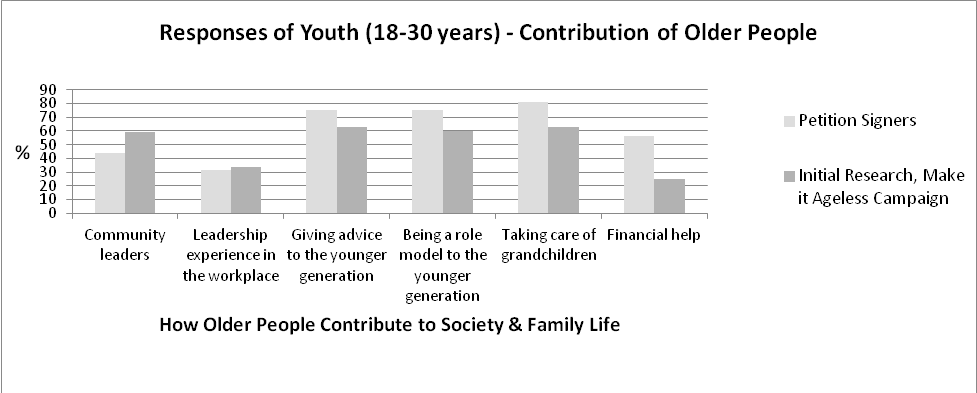 Responses of Youth (18-30 years) - Contribution of Older People
90
80
70
60
50
40
30
20
10
0
%
Community
leaders
Leadership
experience in
the workplace
Giving advice
to the younger
generation
Being a role
model to the
younger
generation
Taking care of
grandchildren
Financial help
How Older People Contribute to Society & Family Life
Petition Signers
Initial Research, Make
it Ageless Campaign